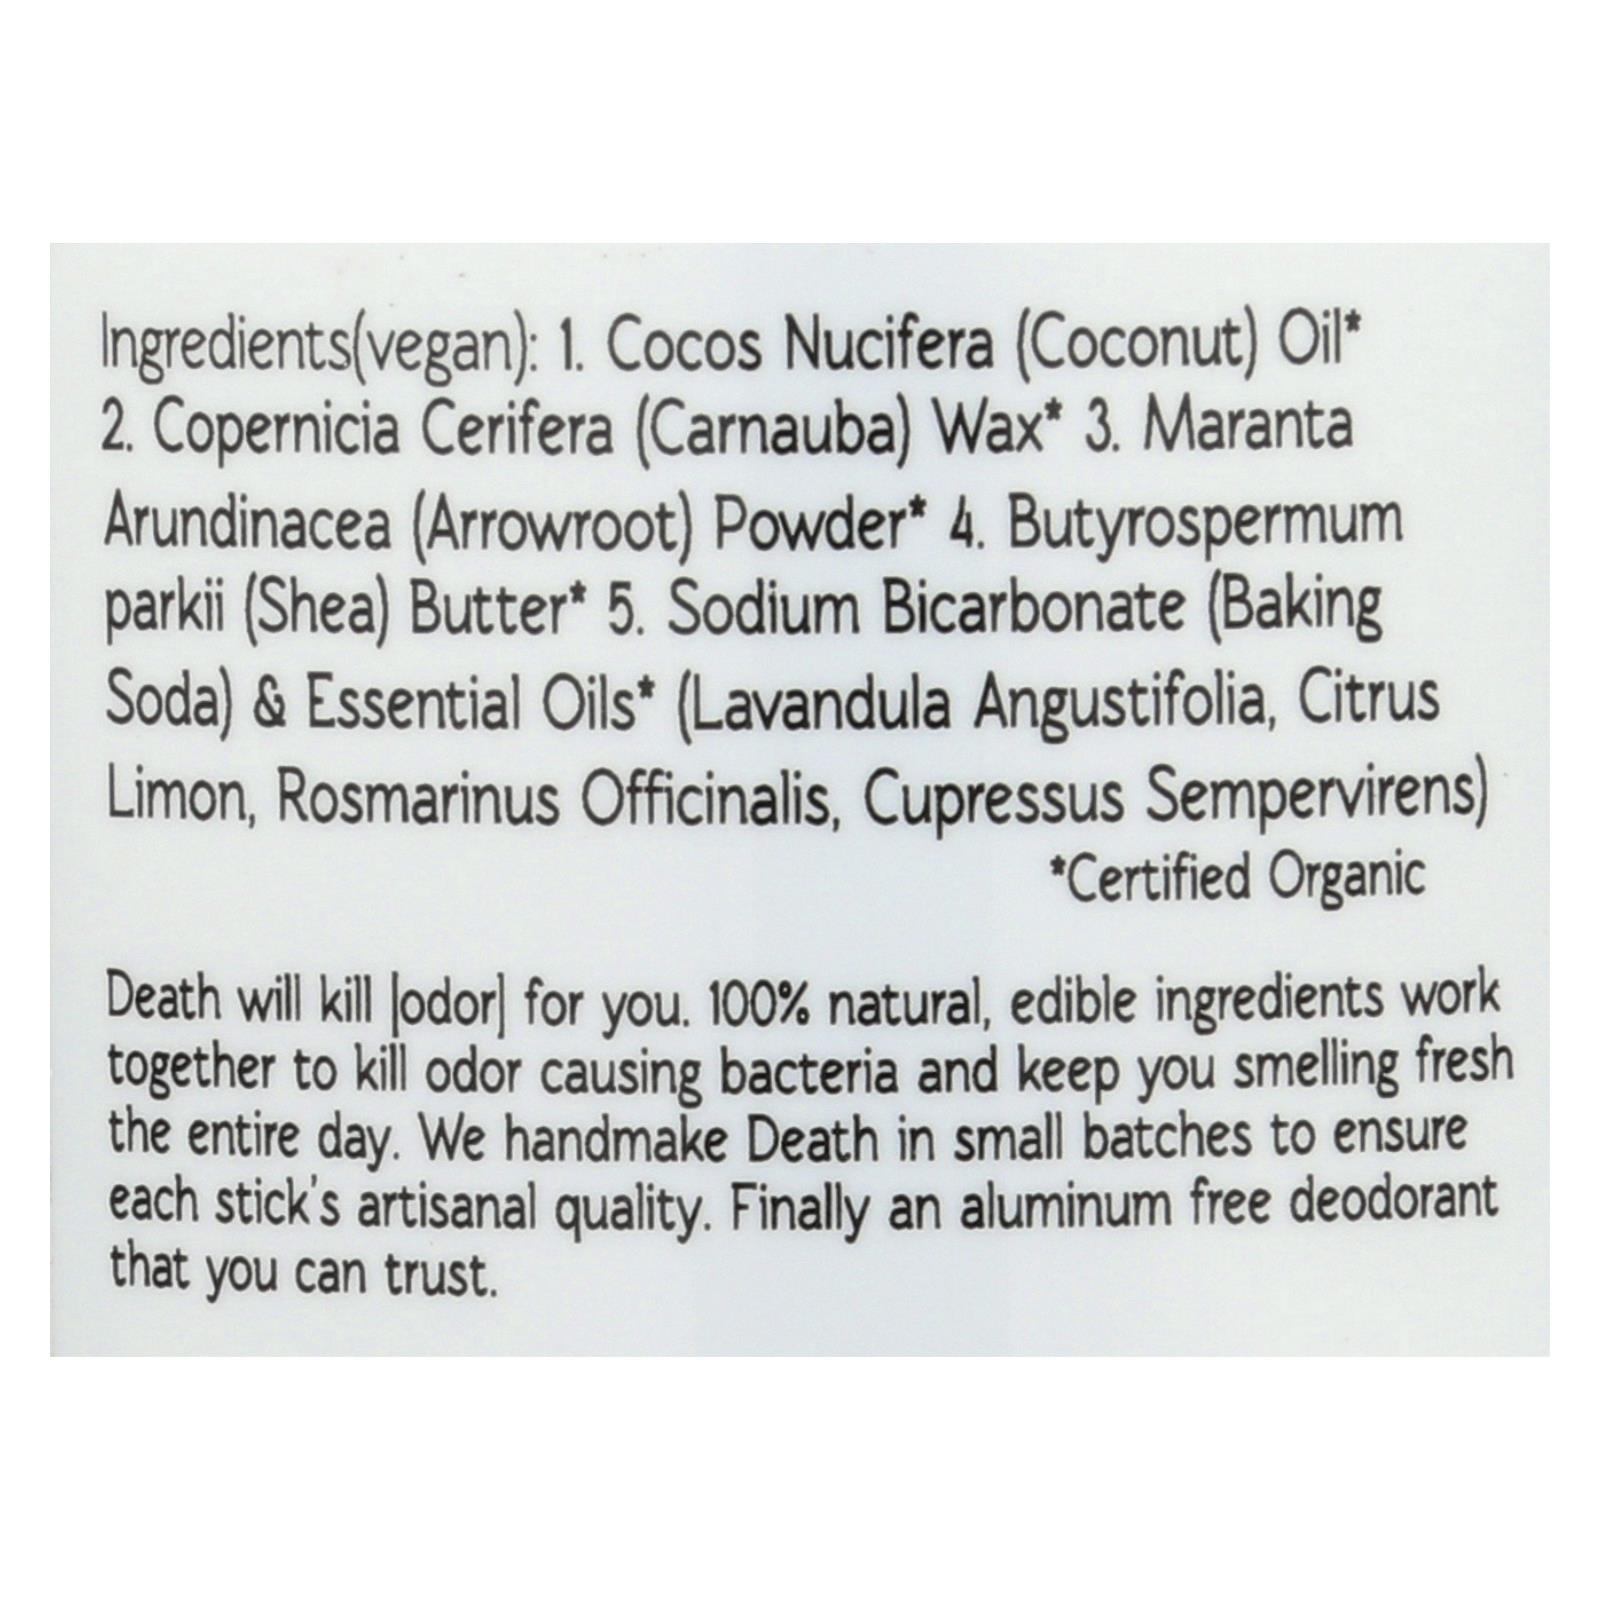 Ingredients(vegan): 1. Cocos Nucifera (Coconut) Oil*
2. Copernicia Cerifera (Carnauba) Wax* 3. Maranta
Arundinacea (Arrowroot) Powder* 4. Butyrospermum
parkii (Shea) Butter* 5. Sodium Bicarbonate (Baking
Soda) & Essential Oils* (Lavandula Angustifolia, Citrus
Limon, Rosmarinus Officinalis, Cupressus Sempervirens)
*Certified Organic
Death will kill |odor| for you. 100% natural, edible ingredients work
together to kill odor causing bacteria and keep you smelling fresh
the entire day. We handmake Death in small batches to ensure
each stick's artisanal quality. Finally an aluminum free deodorant
that you can trust.